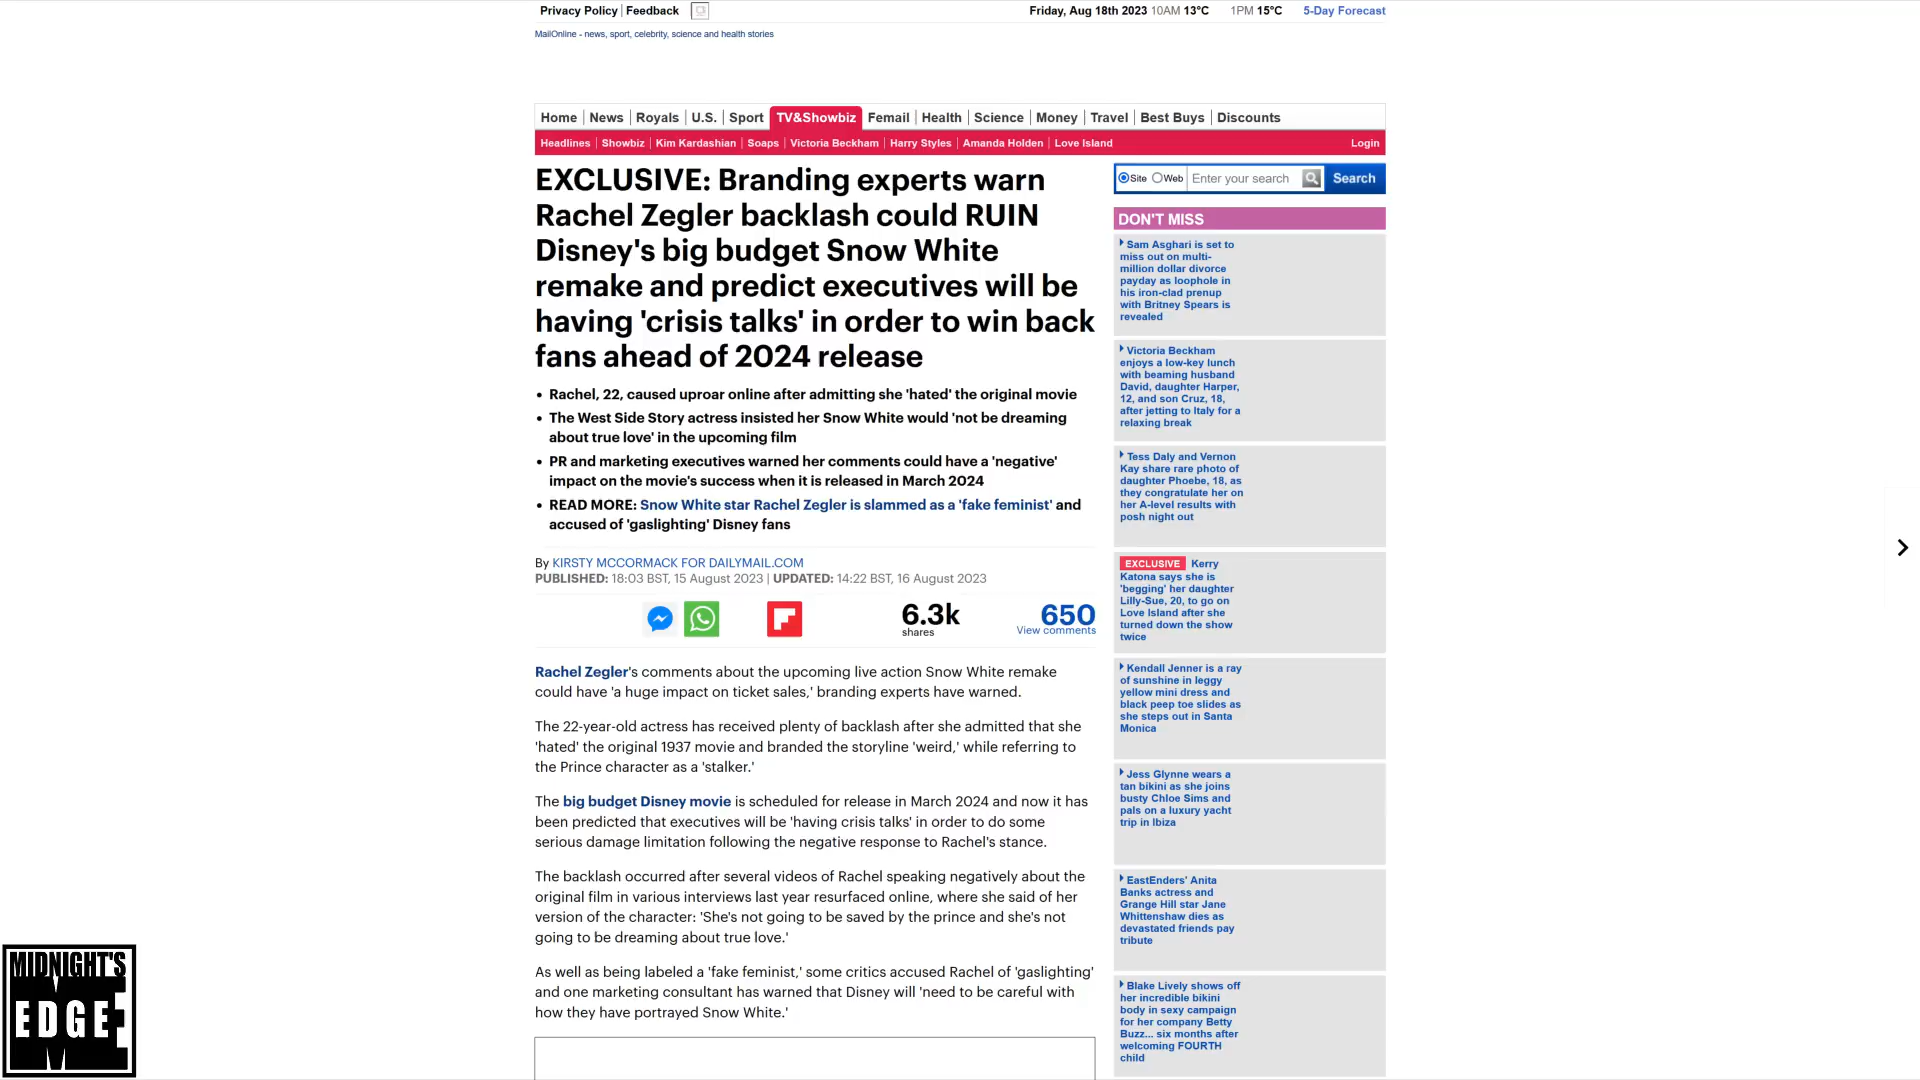 Privacy Policy | Feedback
Friday, Aug 18th 2023 10AM 13°C 1PM 15°C 5-Day Forecast
MailOnline - news, sport, celebrity, science and health stories
Home News Royals U.S. Sport TV&Showbiz Femail Health Science Money Travel Best Buys Discounts
Headlines Showbiz Kim Kardashian Soaps Victoria Beckham Harry Styles Amanda Holden Love Island Login
EXCLUSIVE: Branding experts warn
Rachel Zegler backlash could RUIN
Disney's big budget Snow White
remake and predict executives will be
having 'crisis talks' in order to win back
fans ahead of 2024 release
• Rachel, 22, caused uproar online after admitting she 'hated' the original movie
• The West Side Story actress insisted her Snow White would 'not be dreaming
about true love' in the upcoming film
• PR and marketing executives warned her comments could have a 'negative'
impact on the movie's success when it is released in March 2024
• READ MORE: Snow White star Rachel Zegler is slammed as a 'fake feminist' and
accused of 'gaslighting' Disney fans
By KIRSTY MCCORMACK FOR DAILYMAIL.COM
PUBLISHED: 18:03 BST, 15 August 2023 | UPDATED: 14:22 BST, 16 August 2023
6.3k
shares
650
View comments
Rachel Zegler's comments about the upcoming live action Snow White remake
could have 'a huge impact on ticket sales,' branding experts have warned.
The 22-year-old actress has received plenty of backlash after she admitted that she
'hated' the original 1937 movie and branded the storyline 'weird,' while referring to
the Prince character as a 'stalker.'
The big budget Disney movie is scheduled for release in March 2024 and now it has
been predicted that executives will be 'having crisis talks' in order to do some
serious damage limitation following the negative response to Rachel's stance.
The backlash occurred after several videos of Rachel speaking negatively about the
original film in various interviews last year resurfaced online, where she said of her
version of the character: 'She's not going to be saved by the prince and she's not
going to be dreaming about true love.'
As well as being labeled a 'fake feminist,' some critics accused Rachel of 'gaslighting'
and one marketing consultant has warned that Disney will 'need to be careful with
how they have portrayed Snow White.'
Site Web Enter your search Search
DON'T MISS
Sam Asghari is set to
miss out on multi-
million dollar divorce
payday as loophole in
his iron-clad prenup
with Britney Spears is
revealed
Victoria Beckham
enjoys a low-key lunch
with beaming husband
David, daughter Harper,
12, and son Cruz, 18,
after jetting to Italy for a
relaxing break
Tess Daly and Vernon
Kay share rare photo of
daughter Phoebe, 18, as
they congratulate her on
her A-level results with
posh night out
EXCLUSIVE Kerry
Katona says she is
'begging' her daughter
Lilly-Sue, 20, to go on
Love Island after she
turned down the show
twice
Kendall Jenner is a ray
of sunshine in leggy
yellow mini dress and
black peep toe slides as
she steps out in Santa
Monica
Jess Glynne wears a
tan bikini as she joins
busty Chloe Sims and
pals on a luxury yacht
trip in Ibiza
EastEnders' Anita
Banks actress and
Grange Hill star Jane
Whittenshaw dies as
devastated friends pay
tribute
Blake Lively shows off
her incredible bikini
body in sexy campaign
for her company Betty
Buzz... six months after
welcoming FOURTH
child
MIDNIGHT'S
EDGE